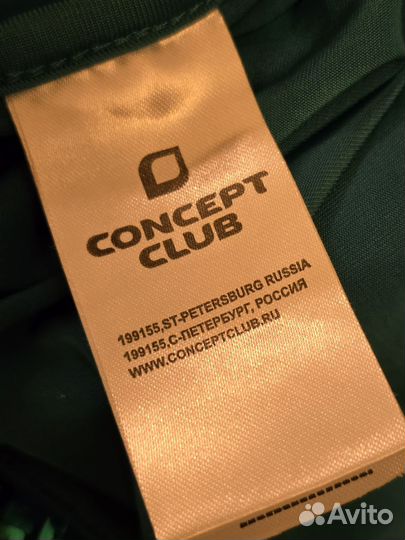 CONCEPT
CLUB
199155,ST-PETERSBURG RUSSIA
199155,С-ПЕТЕРБУРГ, РОССИЯ
WWW.CONCEPTCLUB.RU
Avito